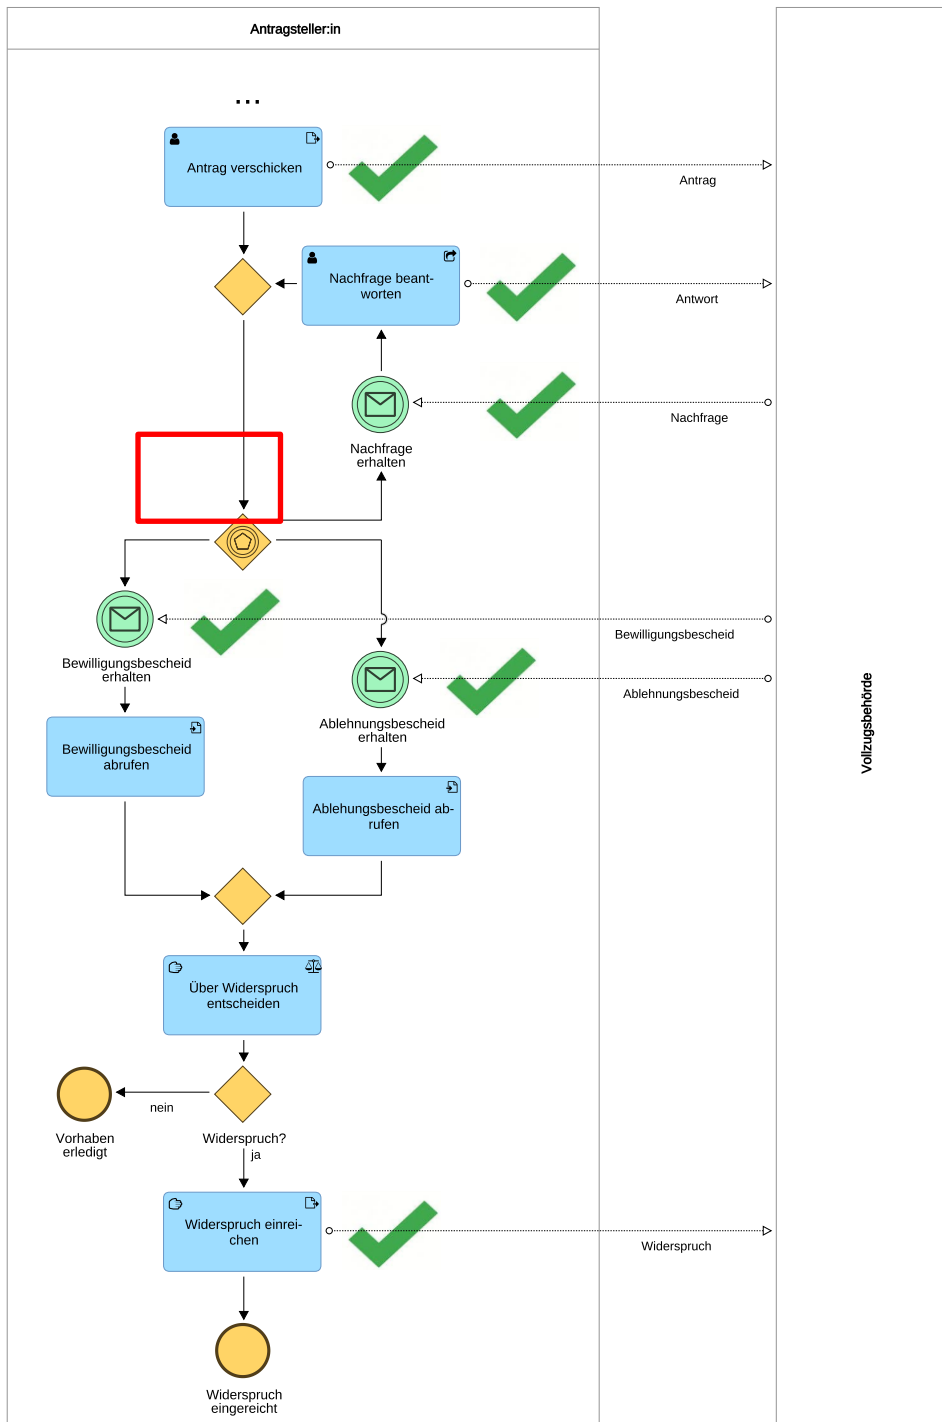 Antragsteller:in
...
Antrag verschicken
Antrag
Nachfrage beant-
worten
Antwort
Nachfrage
Nachfrage
erhalten
Bewilligungsbescheid
Bewilligungsbescheid
erhalten
Ablehnungsbescheid
Ablehnungsbescheid
erhalten
Vollzugsbehörde
Bewilligungsbescheid
abrufen
Ablehungsbescheid ab-
rufen
Über Widerspruch
entscheiden
nein
Vorhaben
erledigt
Widerspruch?
ja
Widerspruch einrei-
chen
Widerspruch
Widerspruch
eingereicht